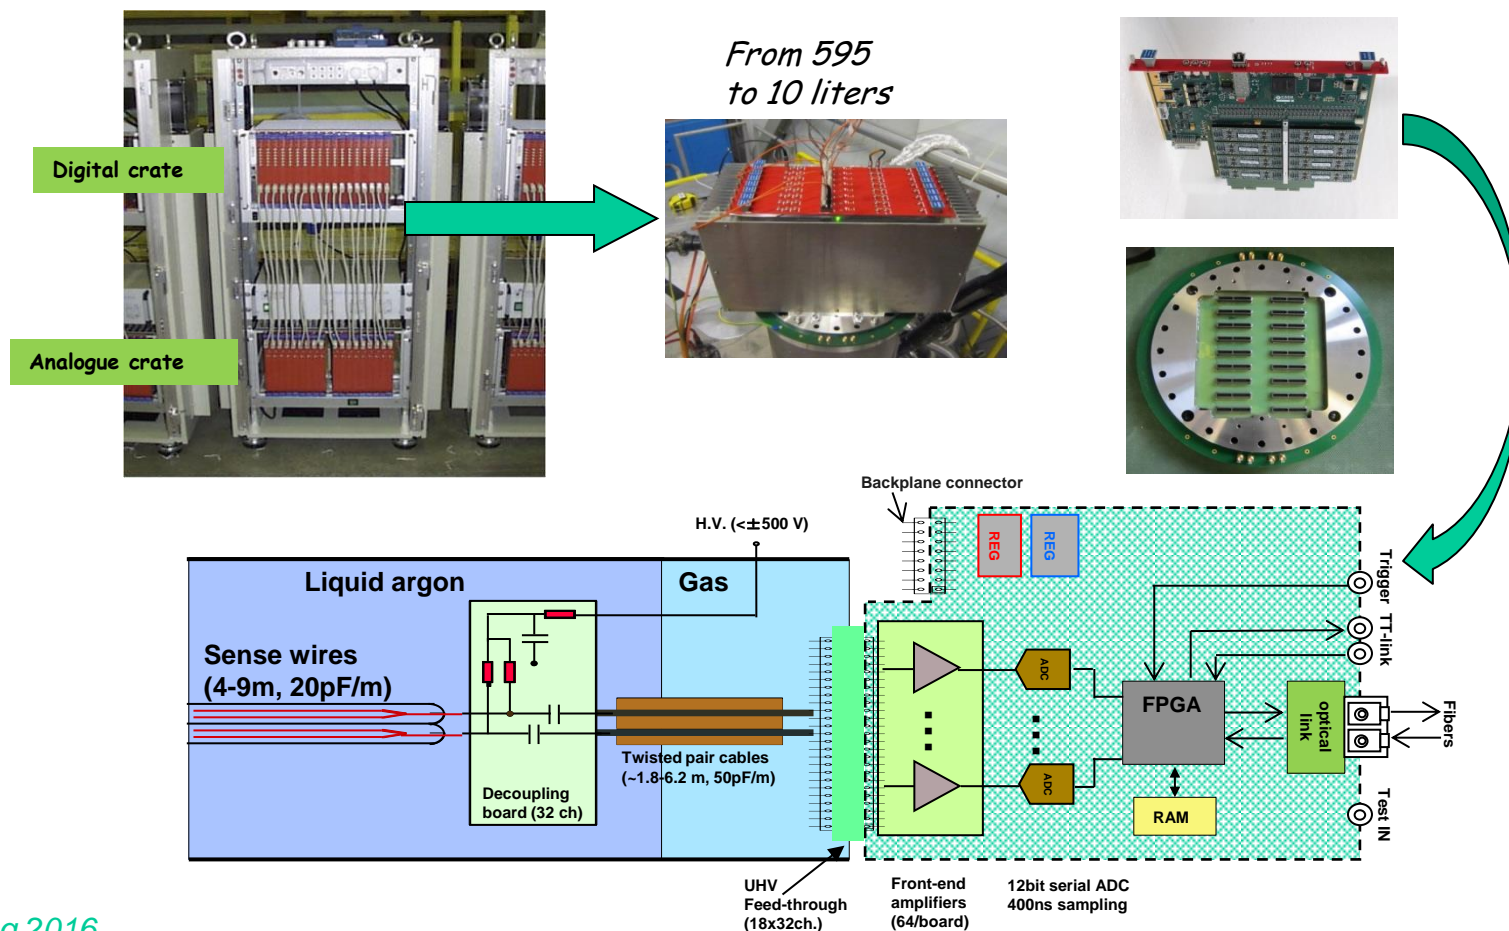 From 595
to 10 liters
Digital crate
Analogue crate
Backplane connector
H.V. (<±500 V)
REG
REG
Liquid argon
Gas
Trigger
TT-link
Sense wires
(4-9m, 20pF/m)
ADC
FPGA
optical
link
Fibers
Twisted pair cables
(~1.8-6.2 m, 50pF/m)
ADC
Decoupling
board (32 ch)
RAM
Test IN
UHV
Feed-through
(18x32ch.)
Front-end
amplifiers
(64/board)
12bit serial ADC
400ns sampling
2016